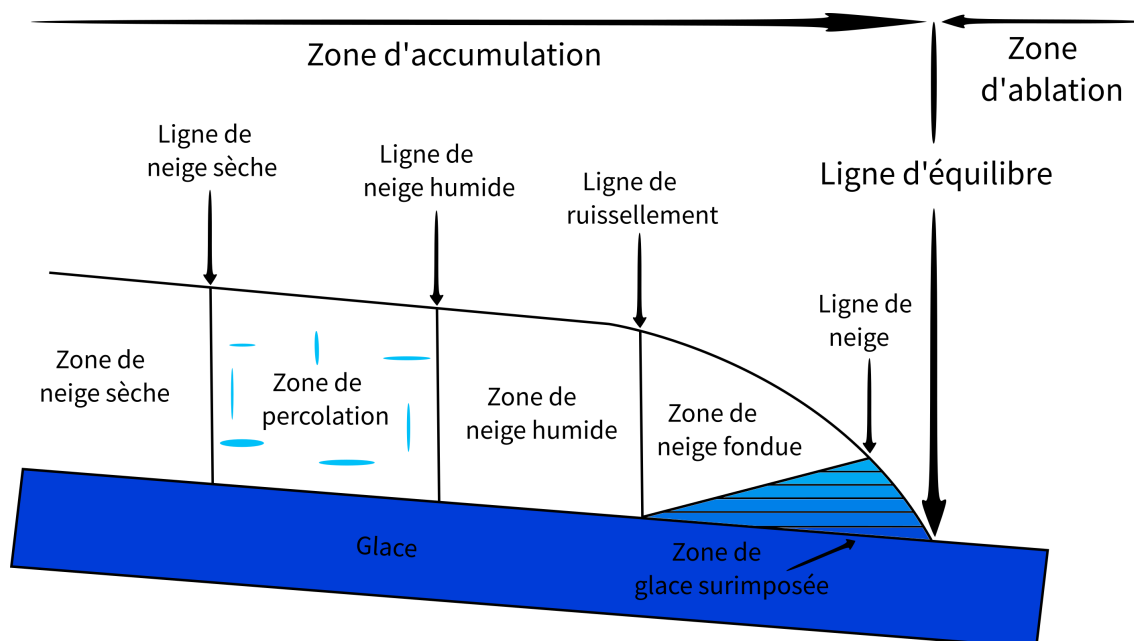 Zone d'accumulation
Zone
d'ablation
Ligne de
neige sèche
Ligne de
neige humide
Ligne de
ruissellement
Ligne d'équilibre
Ligne de
neige
Zone de
neige sèche
Zone de
percolation
Zone de
neige humide
Zone de
neige fondue
Glace
Zone de
glace surimposée